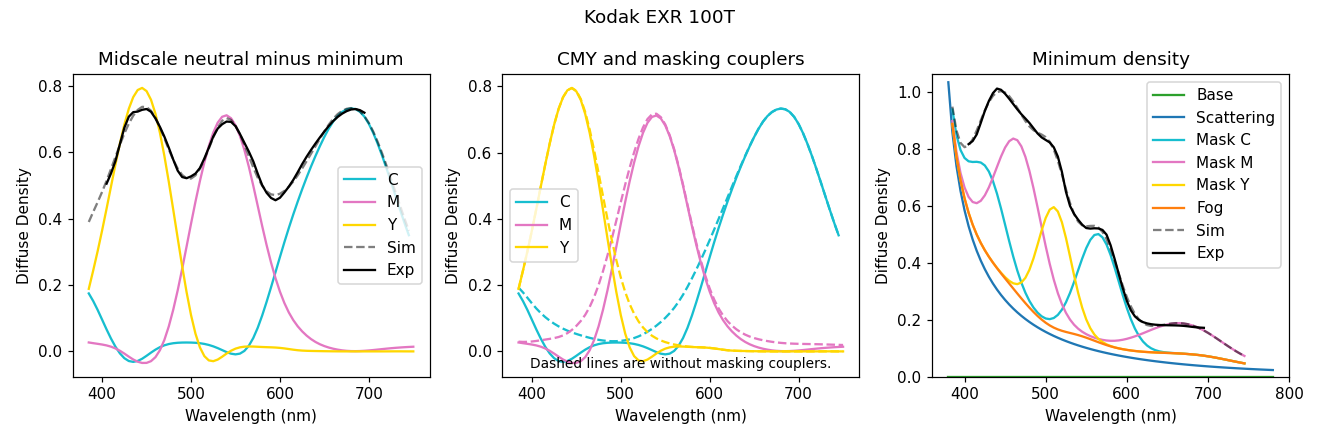 Kodak EXR 100T
Midscale neutral minus minimum
CMY and masking couplers
Minimum density
Diffuse Density
0.0
0.2
0.4
0.6
0.8
400
500
600
700
Wavelength (nm)
C
M
Y
Sim
Exp
Diffuse Density
0.0
0.2
0.4
0.6
0.8
400
500
600
700
Wavelength (nm)
C
M
Y
Dashed lines are without masking couplers.
Diffuse Density
0.0
0.2
0.4
0.6
0.8
1.0
400
500
600
700
800
Wavelength (nm)
Base
Scattering
Mask C
Mask M
Mask Y
Fog
Sim
Exp